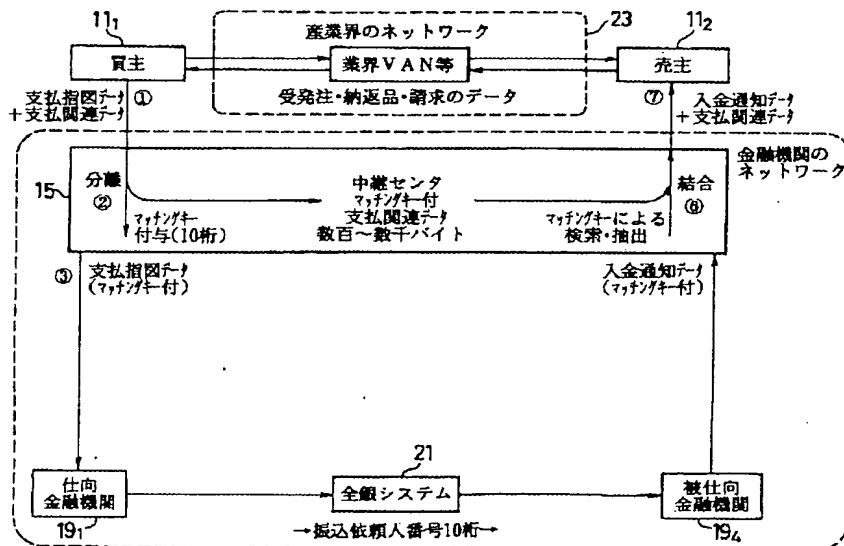 11₁
産業界のネットワーク
23
11₂
買主
業界VAN等
売主
支払指図データ
+支払関連データ
①
受発注・納返品・請求のデータ
⑦
入金通知データ
+支払関連データ
金融機関の
ネットワーク
15
分離
②
中継センタ
マッチングキー付
支払関連データ
数百～数千バイト
結合
⑥
マッチングキー
付与(10桁)
マッチングキーによる
検索・抽出
③
支払指図データ
(マッチングキー付)
入金通知データ
(マッチングキー付)
仕向
金融機関
21
全銀システム
被仕向
金融機関
19₁
→振込依頼人番号10桁→
19₄